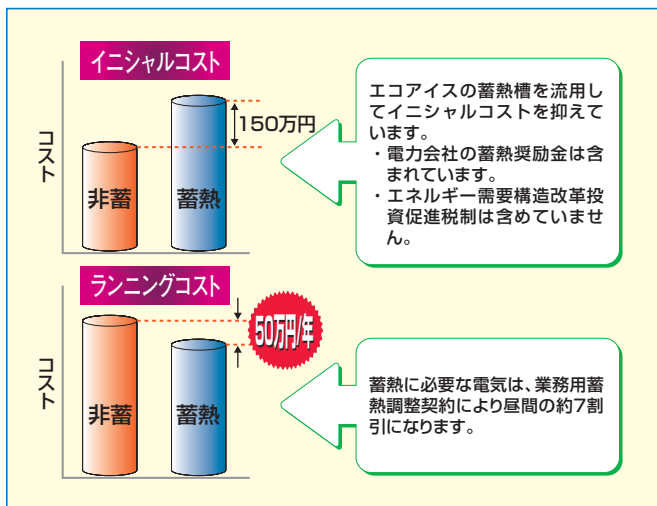 イニシャルコスト
コスト
150万円
非蓄
蓄熱
エコアイスの蓄熱槽を流用し
てイニシャルコストを抑えて
います。
・電力会社の蓄熱奨励金は含
まれています。
・エネルギー需要構造改革投
資促進税制は含めていませ
ん。
ランニングコスト
コスト
50万円/年
非蓄
蓄熱
蓄熱に必要な電気は、業務用蓄
熱調整契約により昼間の約7割
引になります。